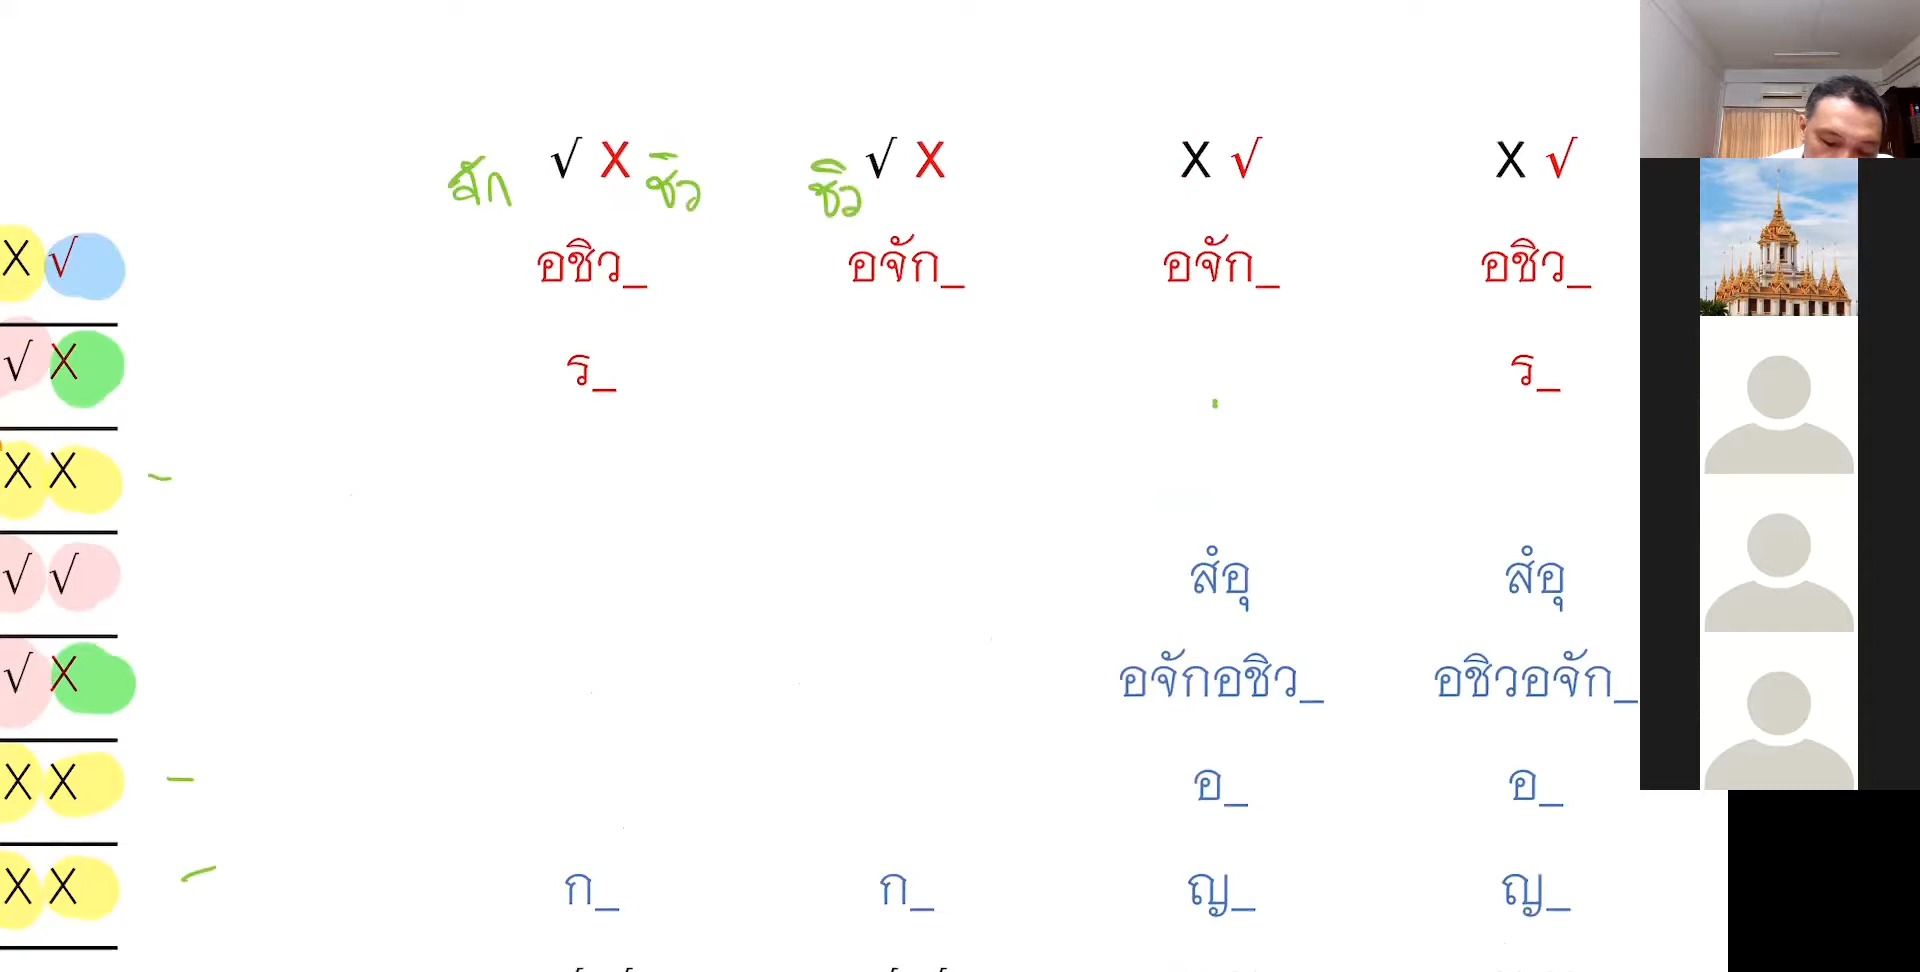 √ X √ X X √ X √
จัก ชิว ชิว
X √ อชิว_ อจัก_ อจัก_ อชิว_
√ X ร_ ร_
X X
√ √ สํอุ สํอุ
√ X อจักอชิว_ อชิวอจัก_
X X อ_ อ_
X X ก_ ก_ ญ_ ญ_